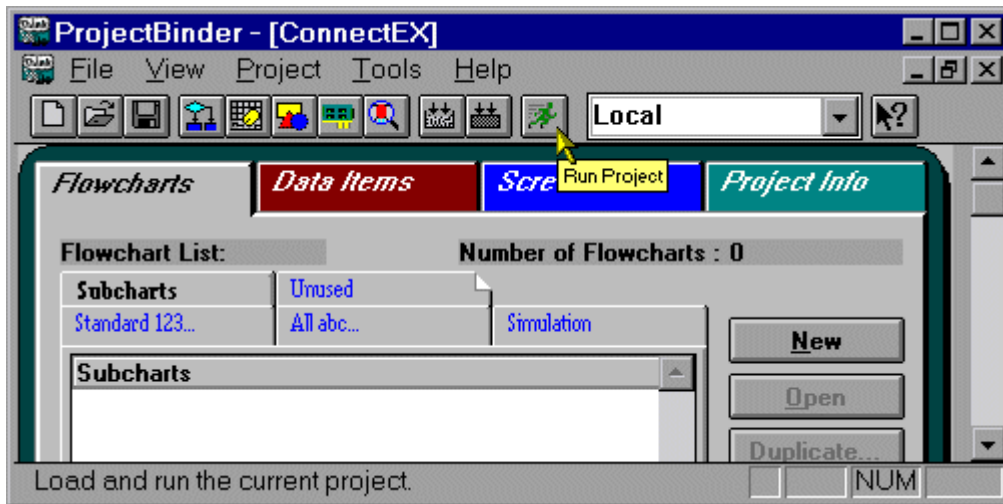 ProjectBinder - [ConnectEX]
File View Project Tools Help
Local
Flowcharts Data Items Scre Project Info
Run Project
Flowchart List: Number of Flowcharts : 0
Subcharts Unused
Standard 123... All abc... Simulation
New
Subcharts
Open
Duplicate...
Load and run the current project. NUM